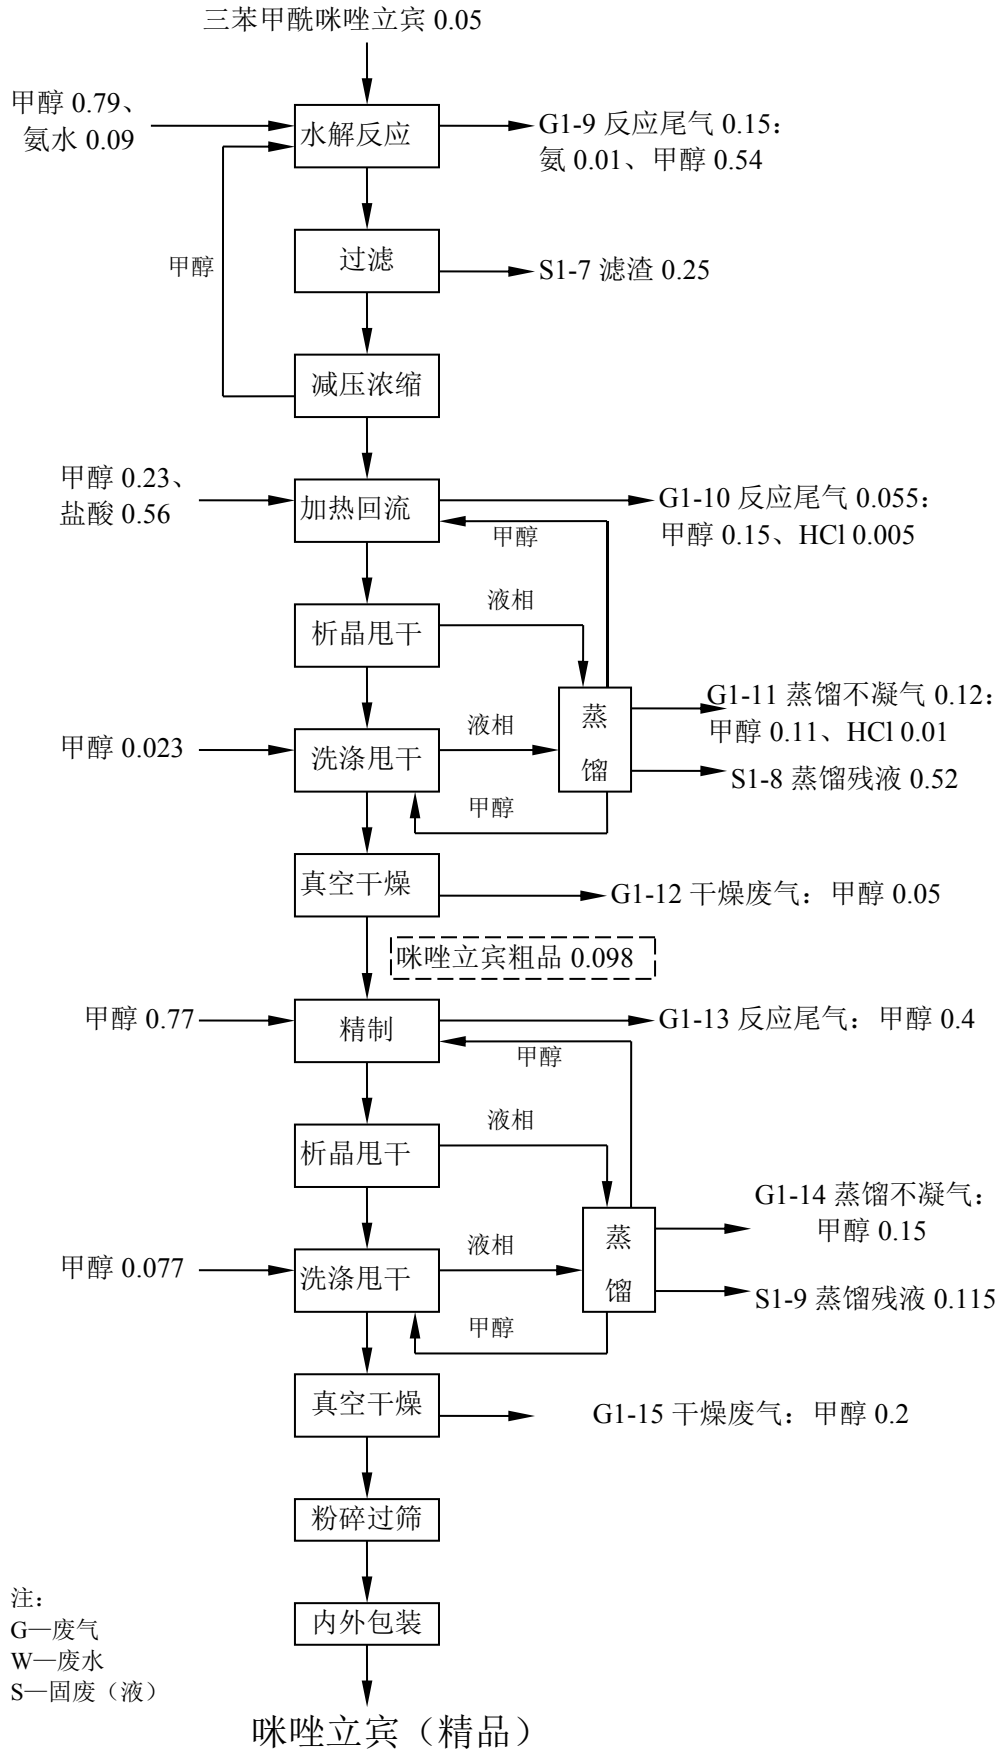 三苯甲酰咪唑立宾 0.05
甲醇 0.79、
氨水 0.09
水解反应
G1-9 反应尾气 0.15：
氨 0.01、甲醇 0.54
甲醇
过滤
S1-7 滤渣 0.25
减压浓缩
甲醇 0.23、
盐酸 0.56
加热回流
G1-10 反应尾气 0.055：
甲醇 0.15、HCl 0.005
甲醇
液相
析晶甩干
蒸
馏
G1-11 蒸馏不凝气 0.12：
甲醇 0.11、HCl 0.01
甲醇 0.023
洗涤甩干
液相
S1-8 蒸馏残液 0.52
甲醇
真空干燥
G1-12 干燥废气：甲醇 0.05
咪唑立宾粗品 0.098
甲醇 0.77
精制
G1-13 反应尾气：甲醇 0.4
甲醇
液相
析晶甩干
G1-14 蒸馏不凝气：
甲醇 0.15
蒸
馏
甲醇 0.077
洗涤甩干
液相
S1-9 蒸馏残液 0.115
甲醇
真空干燥
G1-15 干燥废气：甲醇 0.2
粉碎过筛
内外包装
注：
G—废气
W—废水
S—固废（液）
咪唑立宾（精品）